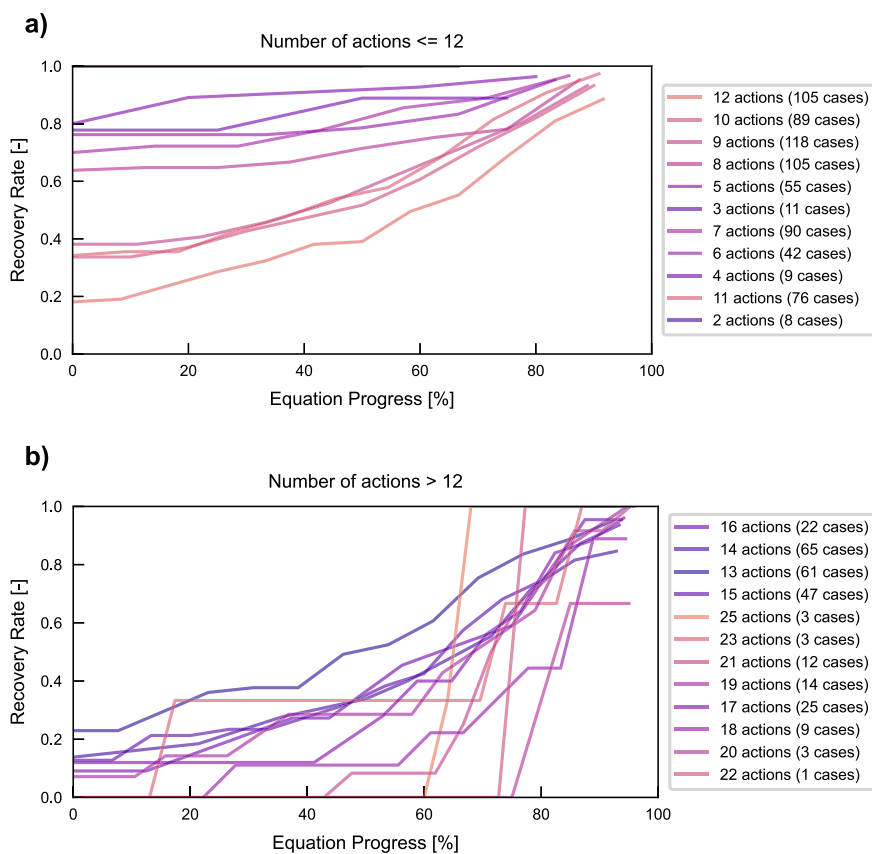 a)
Number of actions <= 12
Recovery Rate [-]
1.0
0.8
0.6
0.4
0.2
0.0
0
20
40
60
80
100
Equation Progress [%]
12 actions (105 cases)
10 actions (89 cases)
9 actions (118 cases)
8 actions (105 cases)
5 actions (55 cases)
3 actions (11 cases)
7 actions (90 cases)
6 actions (42 cases)
4 actions (9 cases)
11 actions (76 cases)
2 actions (8 cases)
b)
Number of actions > 12
Recovery Rate [-]
1.0
0.8
0.6
0.4
0.2
0.0
0
20
40
60
80
100
Equation Progress [%]
16 actions (22 cases)
14 actions (65 cases)
13 actions (61 cases)
15 actions (47 cases)
25 actions (3 cases)
23 actions (3 cases)
21 actions (12 cases)
19 actions (14 cases)
17 actions (25 cases)
18 actions (9 cases)
20 actions (3 cases)
22 actions (1 cases)